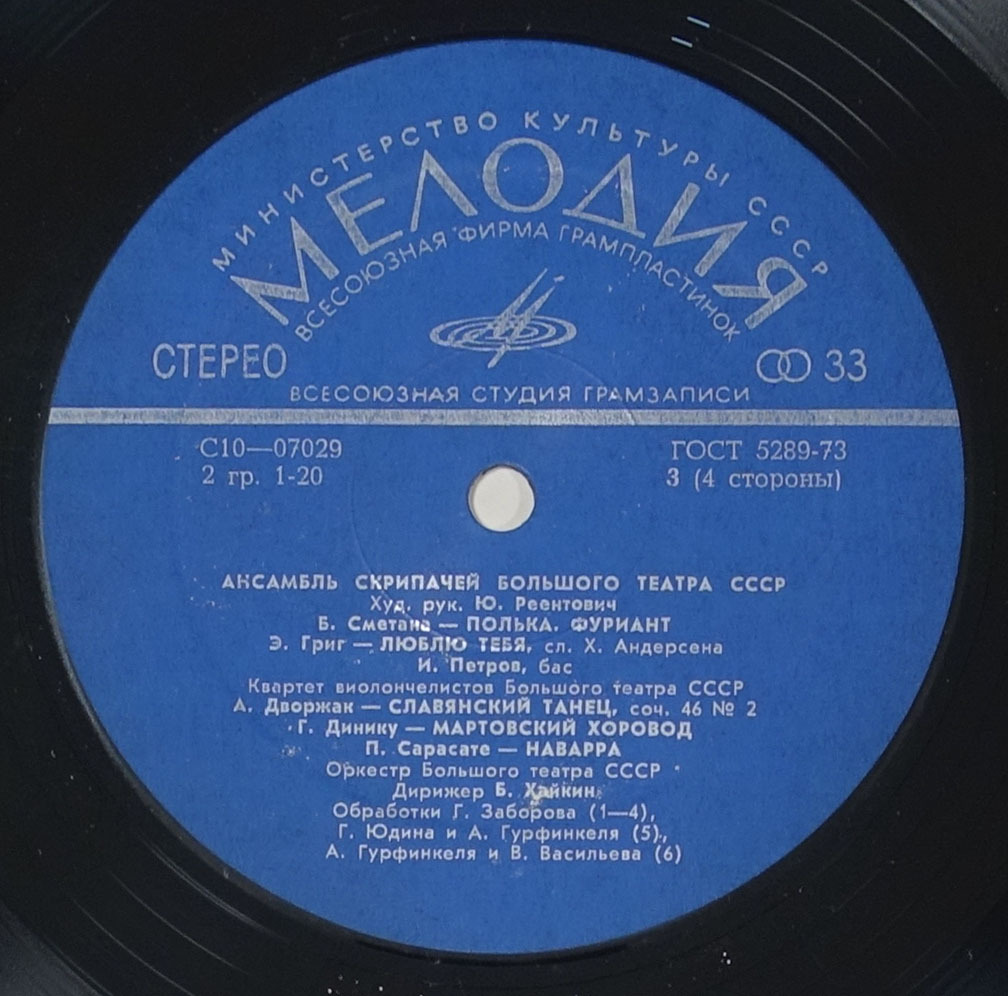 МИНИСТЕРСТВО КУЛЬТУРЫ СССР
МЕЛОДИЯ
ВСЕСОЮЗНАЯ ФИРМА ГРАМПЛАСТИНОК
СТЕРЕО
33
ВСЕСОЮЗНАЯ СТУДИЯ ГРАМЗАПИСИ
С10—07029
2 гр. 1-20
ГОСТ 5289-73
3 (4 стороны)
АНСАМБЛЬ СКРИПАЧЕЙ БОЛЬШОГО ТЕАТРА СССР
Худ. рук. Ю. Реентович
Б. Сметана — ПОЛЬКА. ФУРИАНТ
Э. Григ — ЛЮБЛЮ ТЕБЯ, сл. Х. Андерсена
И. Петров, бас
Квартет виолончелистов Большого театра СССР
А. Дворжак — СЛАВЯНСКИЙ ТАНЕЦ, соч. 46 № 2
Г. Динику — МАРТОВСКИЙ ХОРОВОД
П. Сарасате — НАВАРРА
Оркестр Большого театра СССР
Дирижер Б. Хайкин
Обработки Г. Заборова (1—4),
Г. Юдина и А. Гурфинкеля (5),
А. Гурфинкеля и В. Васильева (6)